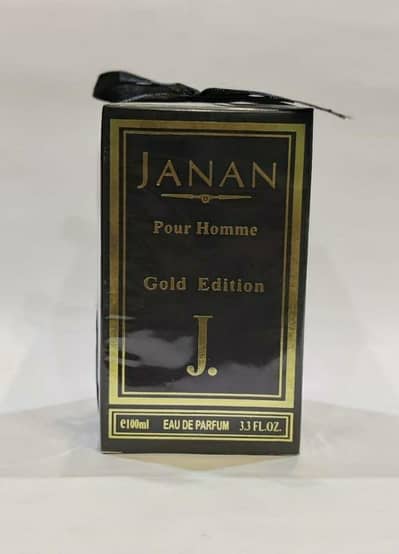 JANAN
Pour Homme
Gold Edition
J.
℮100ml EAU DE PARFUM 3.3 FL.OZ.